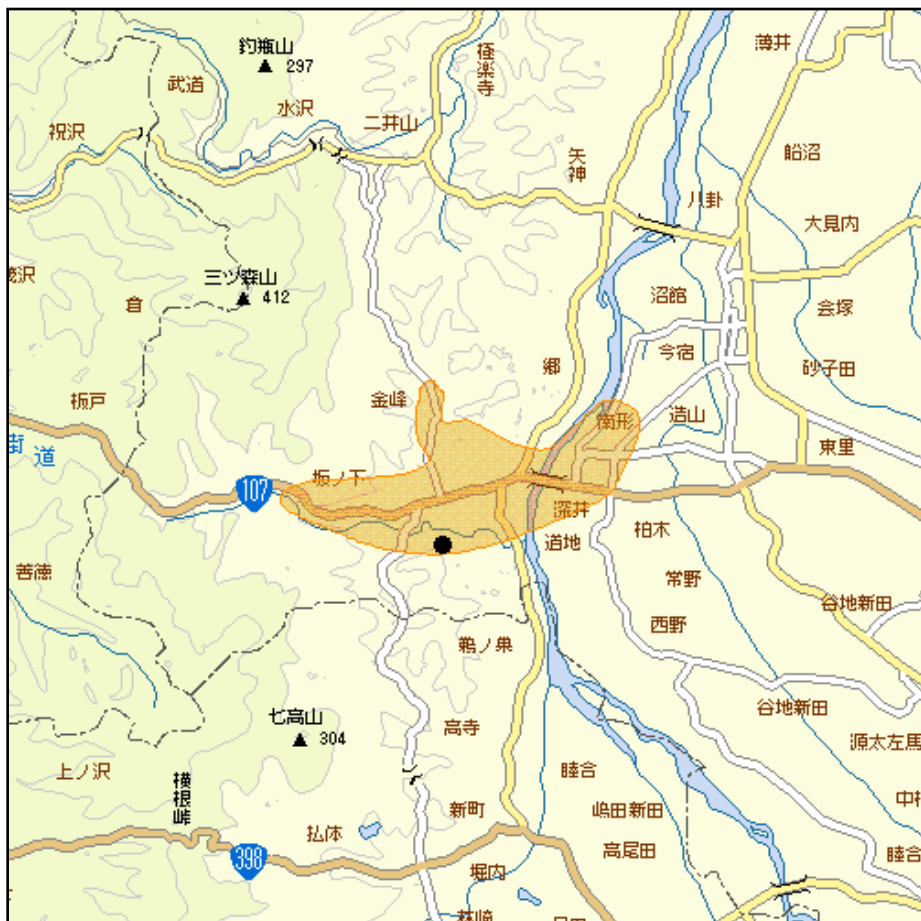 釣瓶山
297
薄井
極楽寺
武道
水沢
二井山
祝沢
矢神
船沼
八卦
大見内
三ツ森山
412
倉
沼館
会塚
今宿
郷
砂子田
金峰
板戸
南形
造山
東里
街道
坂ノ下
107
深井
道地
柏木
善徳
常野
谷地新田
西野
鵜ノ巣
谷地新田
七高山
304
高寺
源太左馬
上ノ沢
睦合
横根峠
新町
嶋田新田
払体
398
高尾田
睦合
堀内